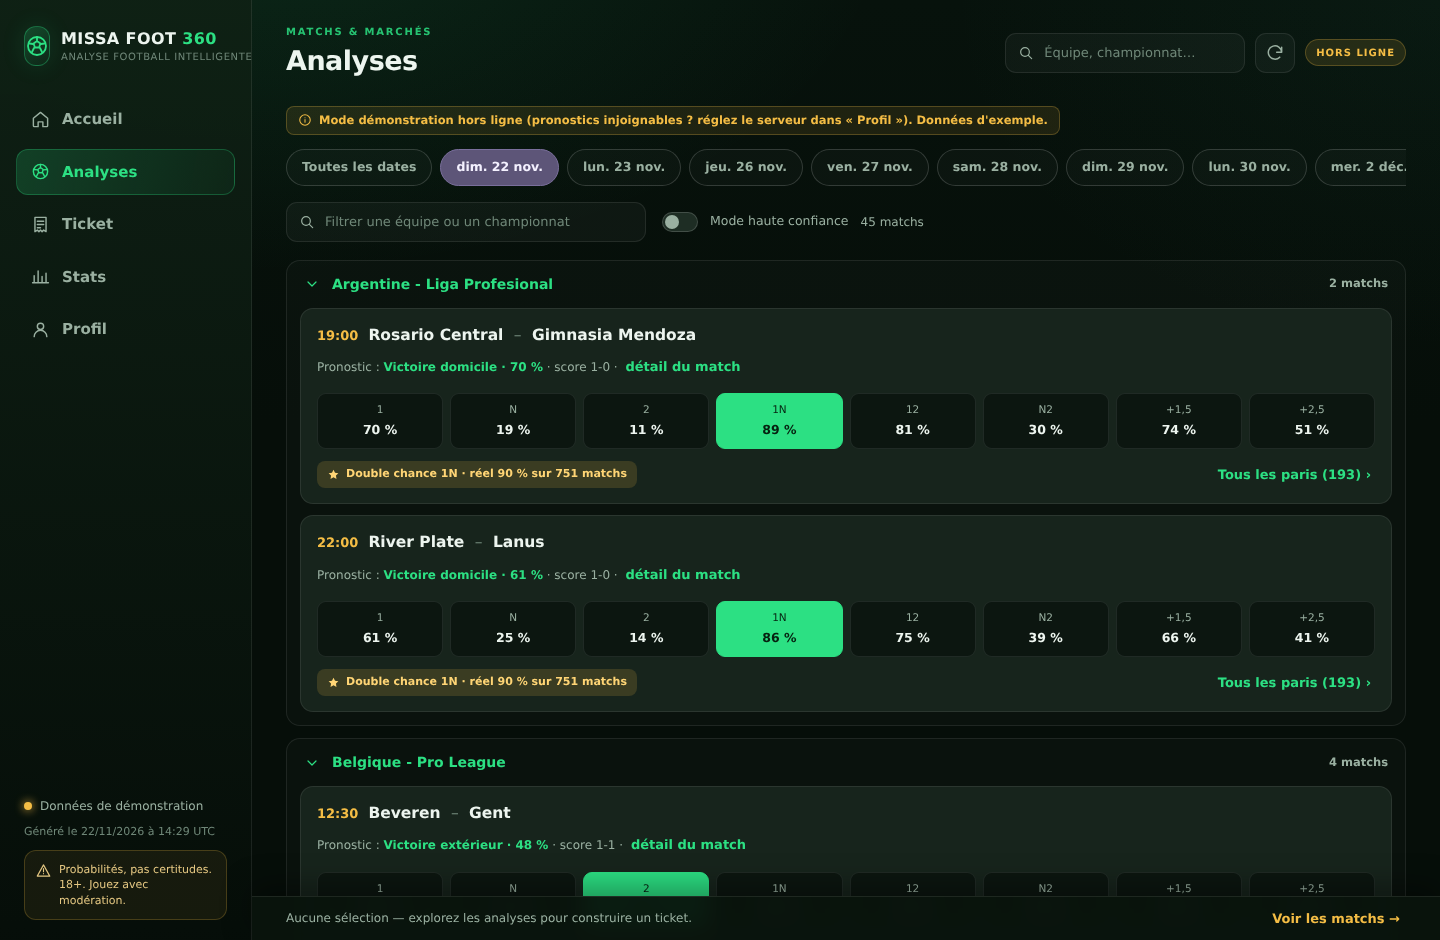 MISSA FOOT 360
ANALYSE FOOTBALL INTELLIGENTE
Accueil
Analyses
Ticket
Stats
Profil
Données de démonstration
Généré le 22/11/2026 à 14:29 UTC
Probabilités, pas certitudes.
18+. Jouez avec
modération.
MATCHS & MARCHÉS
Analyses
Équipe, championnat…
HORS LIGNE
Mode démonstration hors ligne (pronostics injoignables ? réglez le serveur dans « Profil »). Données d'exemple.
Toutes les dates
dim. 22 nov.
lun. 23 nov.
jeu. 26 nov.
ven. 27 nov.
sam. 28 nov.
dim. 29 nov.
lun. 30 nov.
mer. 2 déc.
Filtrer une équipe ou un championnat
Mode haute confiance
45 matchs
Argentine - Liga Profesional
2 matchs
19:00 Rosario Central – Gimnasia Mendoza
Pronostic : Victoire domicile · 70 % · score 1-0 · détail du match
1 N 2 1N 12 N2 +1,5 +2,5
70 % 19 % 11 % 89 % 81 % 30 % 74 % 51 %
Double chance 1N · réel 90 % sur 751 matchs
Tous les paris (193) ›
22:00 River Plate – Lanus
Pronostic : Victoire domicile · 61 % · score 1-0 · détail du match
1 N 2 1N 12 N2 +1,5 +2,5
61 % 25 % 14 % 86 % 75 % 39 % 66 % 41 %
Double chance 1N · réel 90 % sur 751 matchs
Tous les paris (193) ›
Belgique - Pro League
4 matchs
12:30 Beveren – Gent
Pronostic : Victoire extérieur · 48 % · score 1-1 · détail du match
1 N 2 1N 12 N2 +1,5 +2,5
Aucune sélection — explorez les analyses pour construire un ticket.
Voir les matchs →